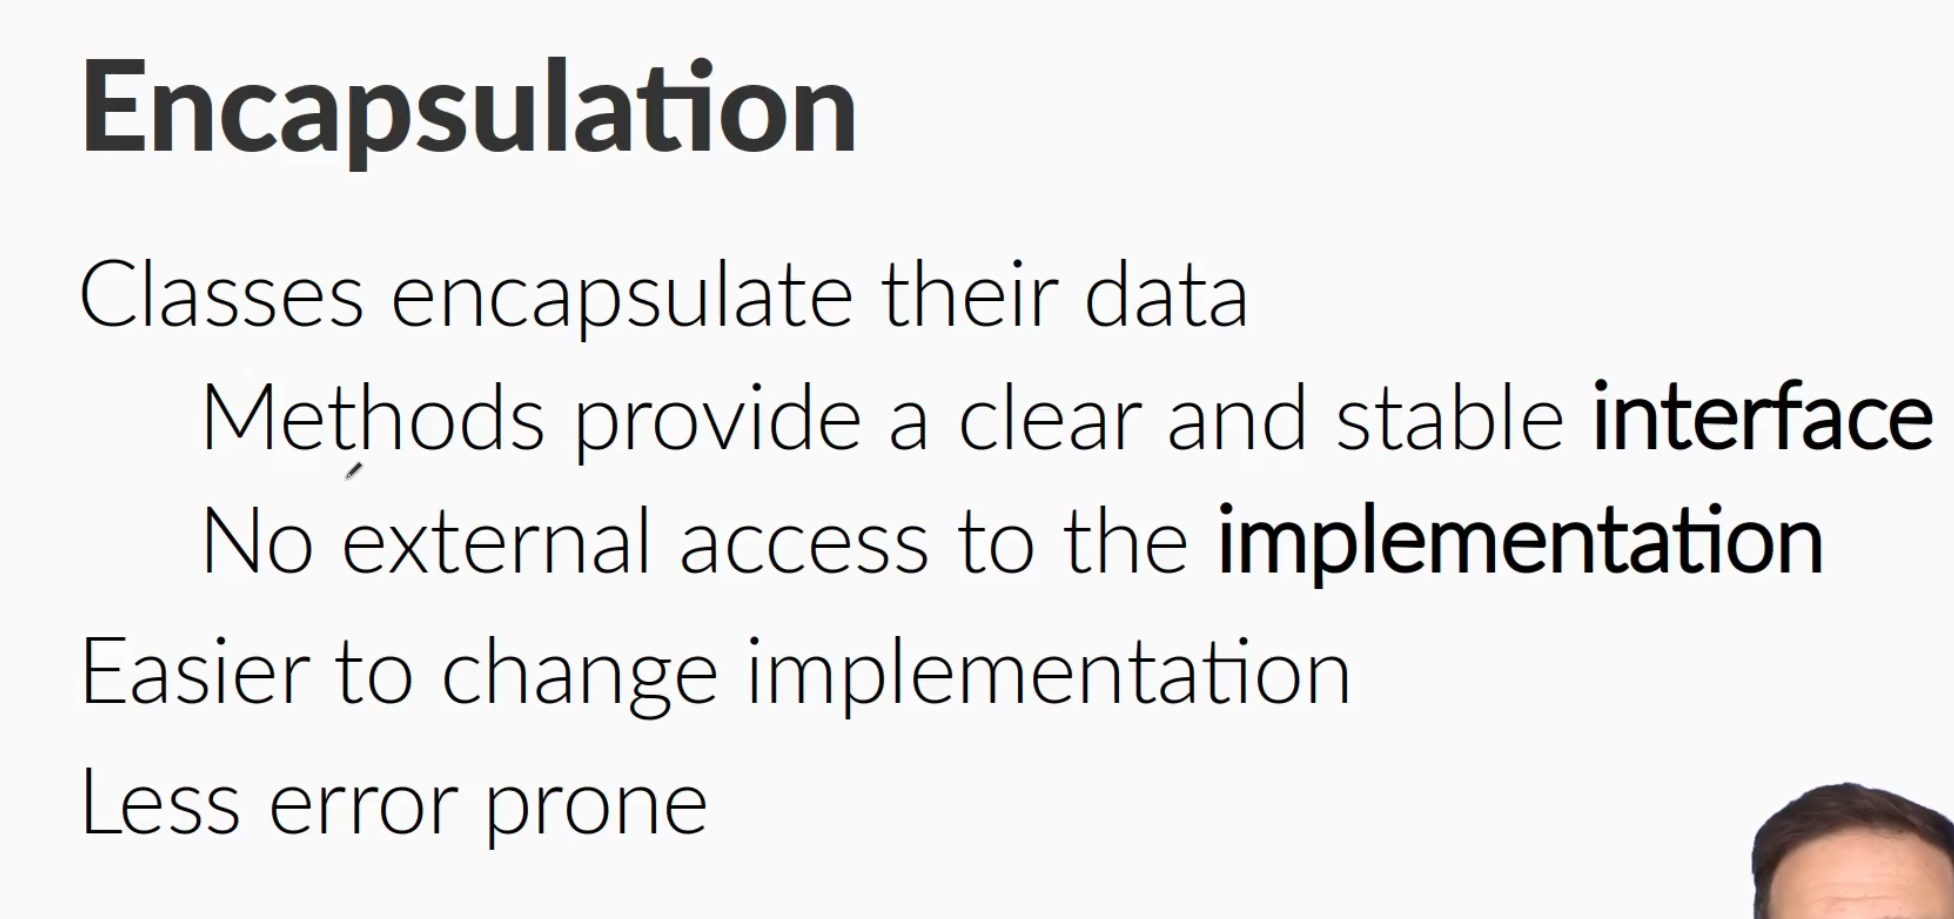 Encapsulation
Classes encapsulate their data
Methods provide a clear and stable interface
No external access to the implementation
Easier to change implementation
Less error prone